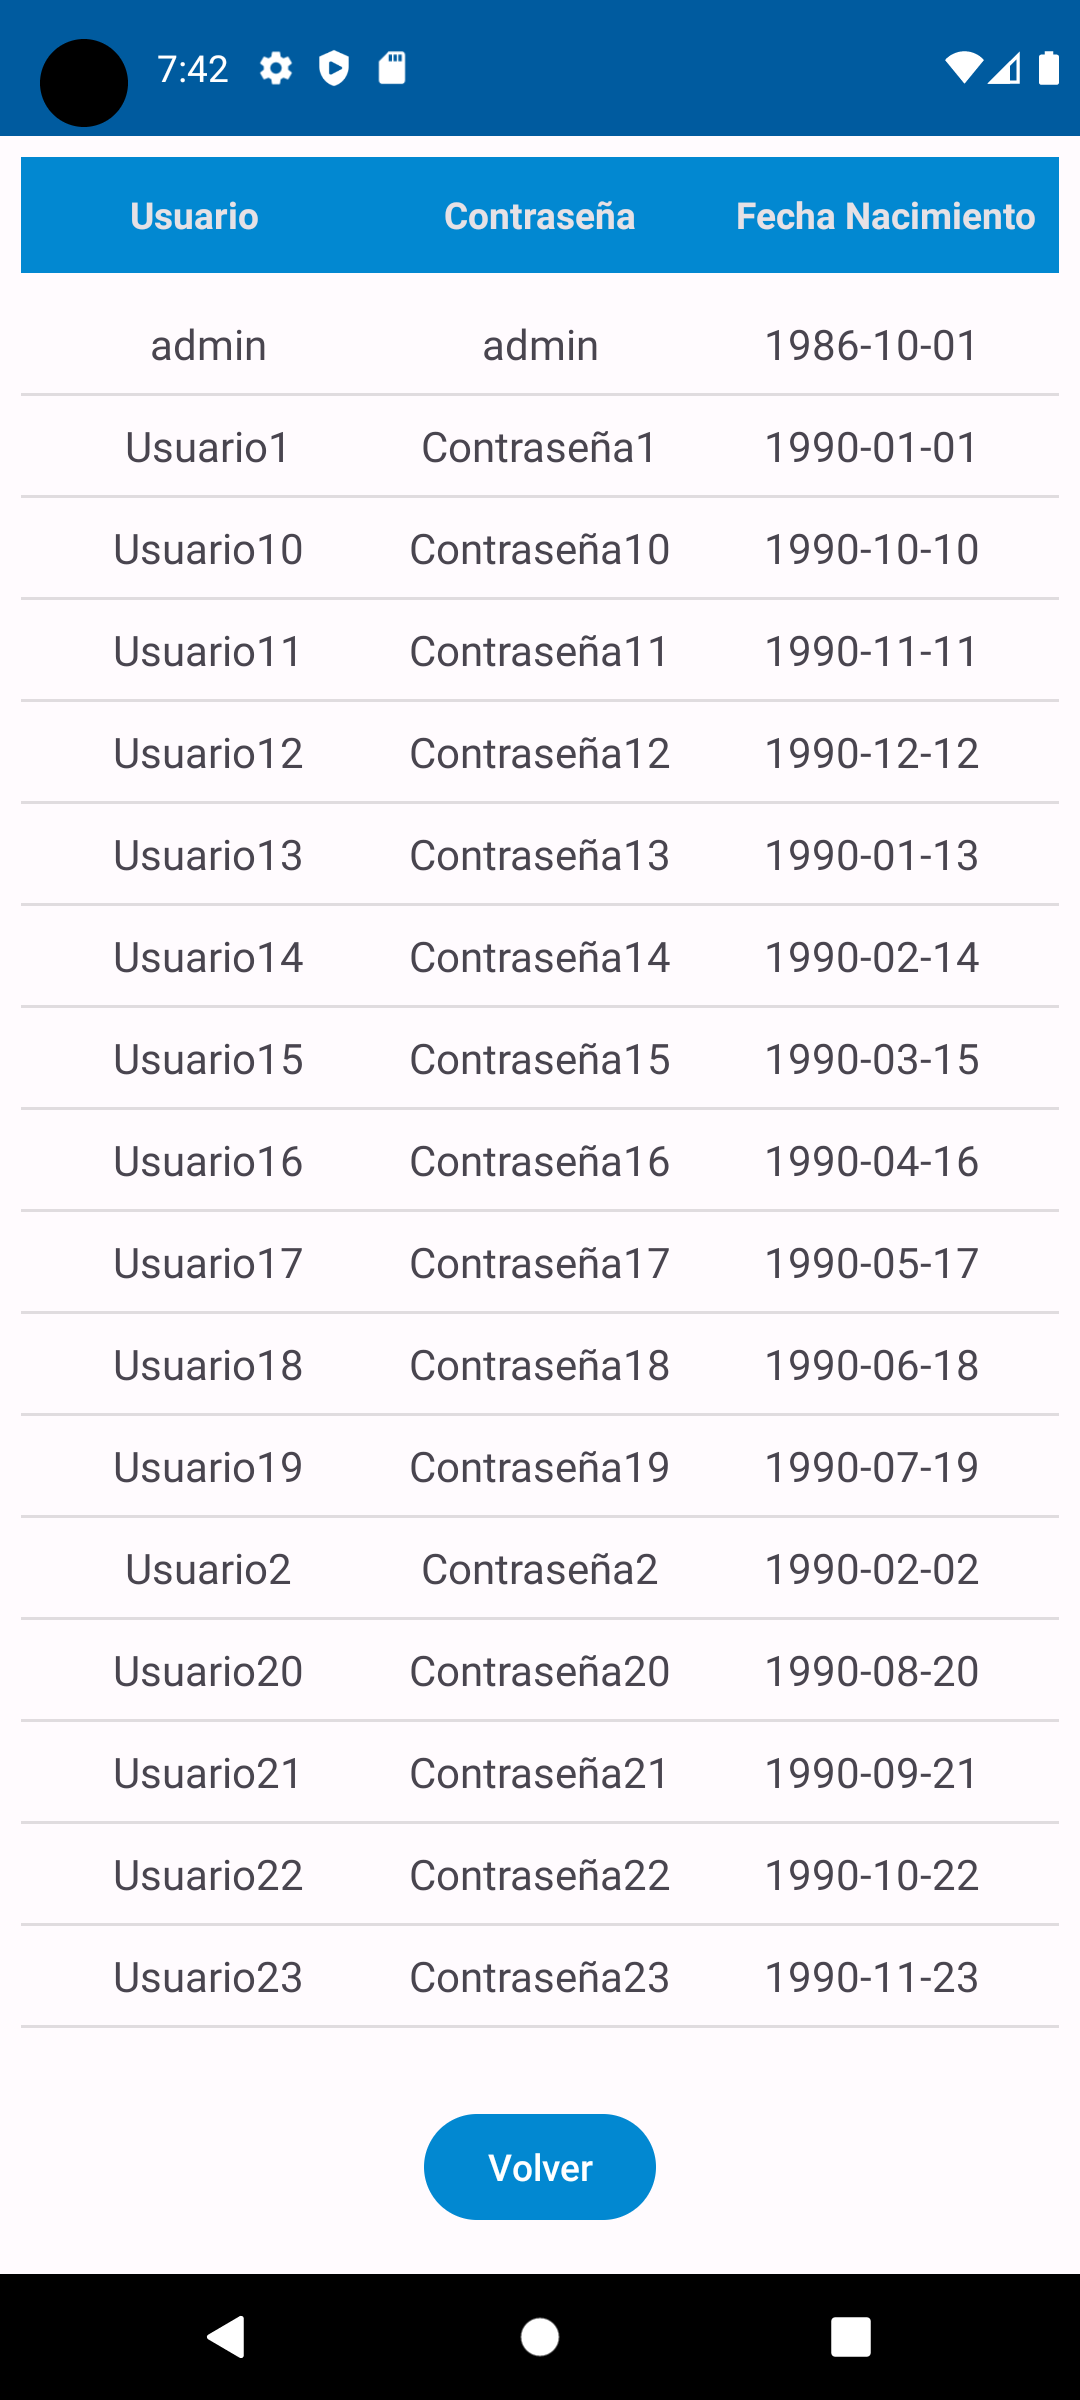 7:42
Usuario Contraseña Fecha Nacimiento
admin admin 1986-10-01
Usuario1 Contraseña1 1990-01-01
Usuario10 Contraseña10 1990-10-10
Usuario11 Contraseña11 1990-11-11
Usuario12 Contraseña12 1990-12-12
Usuario13 Contraseña13 1990-01-13
Usuario14 Contraseña14 1990-02-14
Usuario15 Contraseña15 1990-03-15
Usuario16 Contraseña16 1990-04-16
Usuario17 Contraseña17 1990-05-17
Usuario18 Contraseña18 1990-06-18
Usuario19 Contraseña19 1990-07-19
Usuario2 Contraseña2 1990-02-02
Usuario20 Contraseña20 1990-08-20
Usuario21 Contraseña21 1990-09-21
Usuario22 Contraseña22 1990-10-22
Usuario23 Contraseña23 1990-11-23
Volver